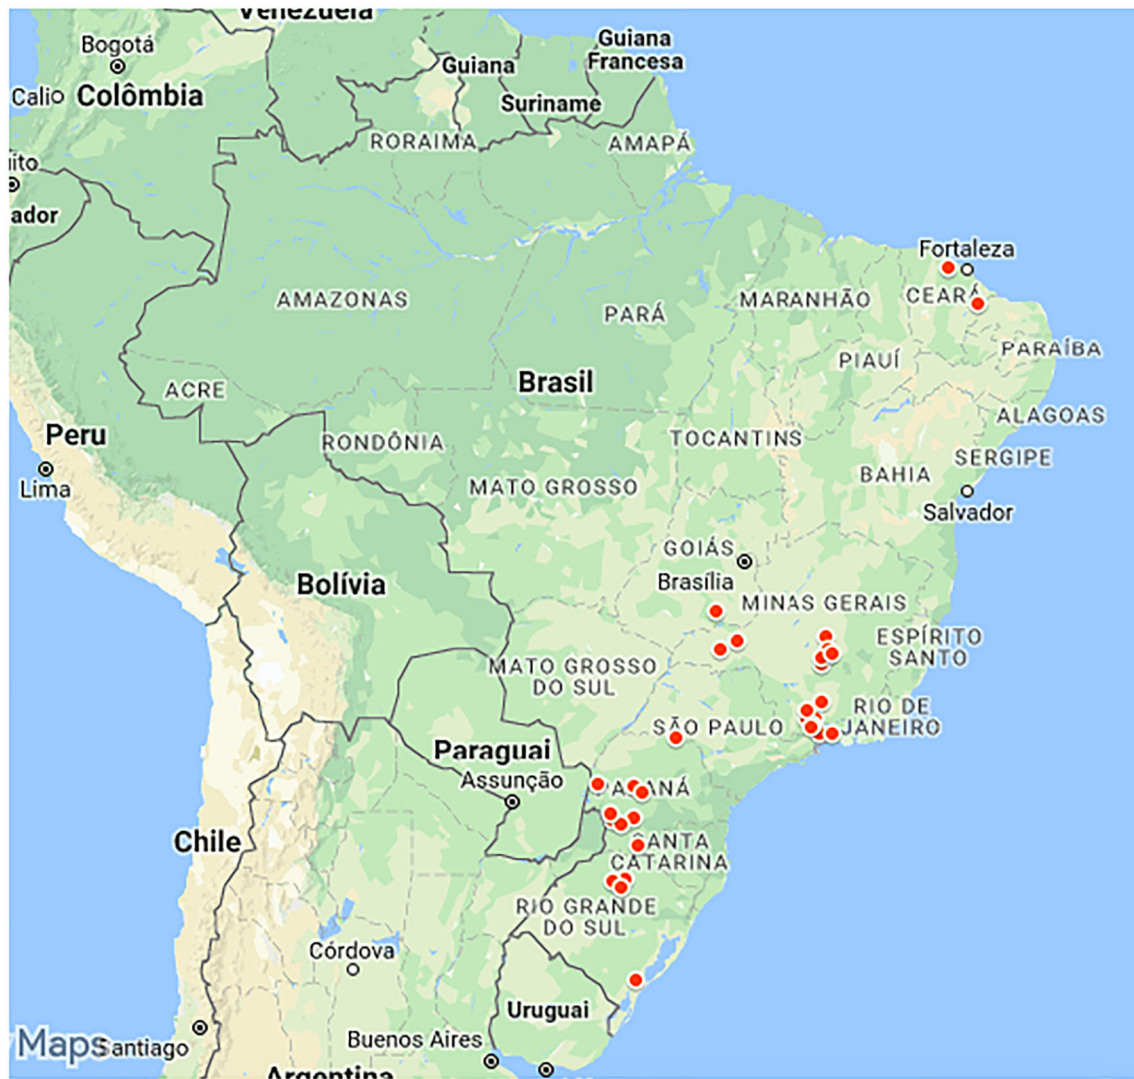 Venezuela
Bogotá
Guiana
Francesa
Guiana
Cali
Colômbia
Suriname
RORAIMA
AMAPÁ
ito
ador
Fortaleza
AMAZONAS
MARANHÃO
CEARÁ
PARÁ
PARAÍBA
PIAUÍ
Brasil
ACRE
ALAGOAS
Peru
RONDÔNIA
TOCANTINS
SERGIPE
BAHIA
Lima
MATO GROSSO
Salvador
GOIÁS
Brasília
Bolívia
MINAS GERAIS
ESPÍRITO
SANTO
MATO GROSSO
DO SUL
RIO DE
JANEIRO
SÃO PAULO
Paraguai
Assunção
PARANÁ
Chile
SANTA
CATARINA
RIO GRANDE
DO SUL
Córdova
Uruguai
Maps
Santiago
Buenos Aires
Argentina